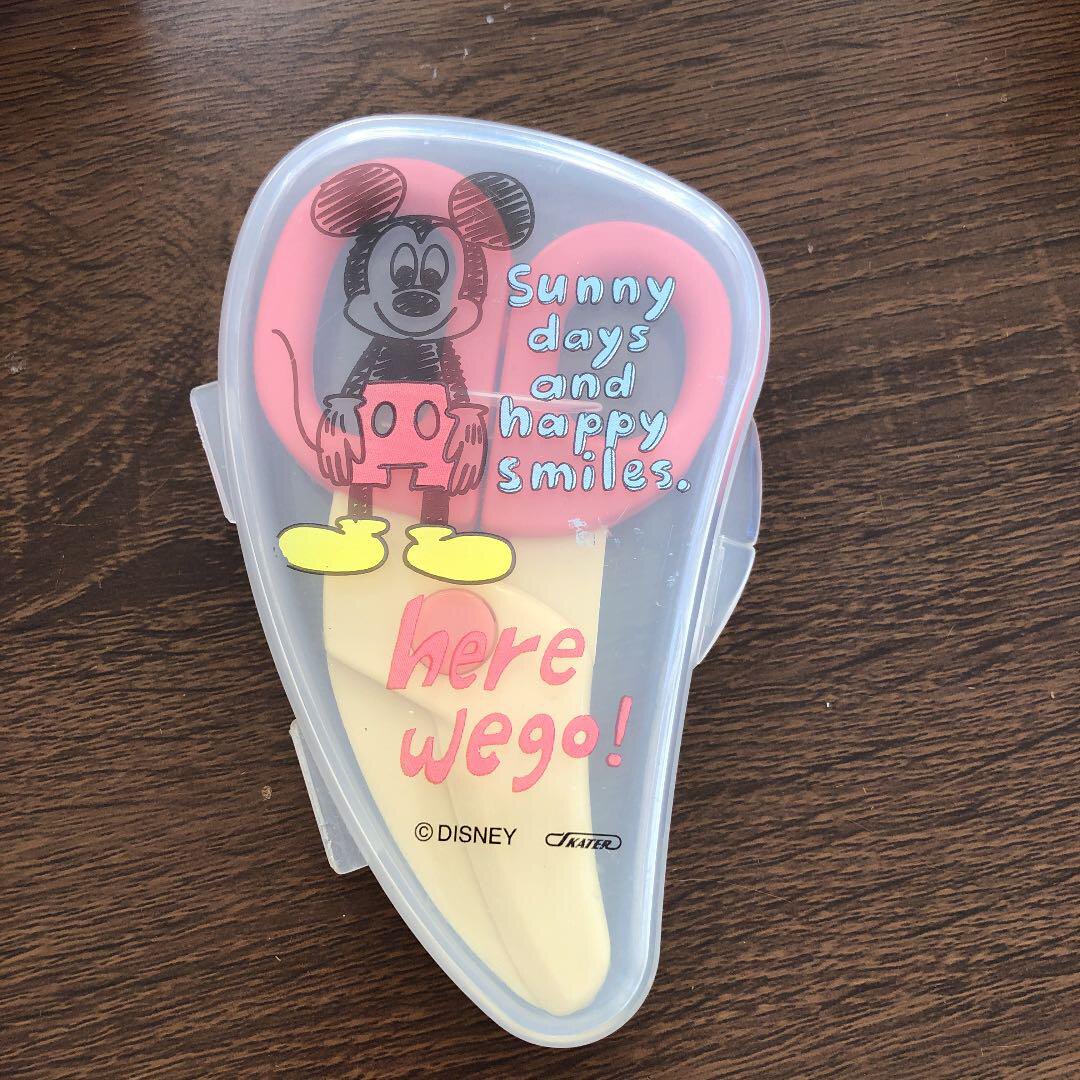 Sunny
days
and
happy
smiles.
here
wego!
© DISNEY SKATER